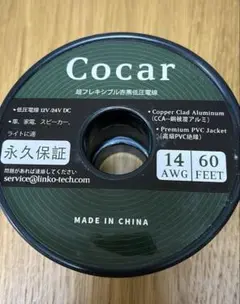 Cocar
超フレキシブル赤黒低圧電線
• 低圧電線 12V-24V DC
• 車、家電、スピーカー、
ライトに適
永久保証
問題があれば連絡してください
service@linko-tech.com
• Copper Clad Aluminum
(CCA-銅被覆アルミ)
• Premium PVC Jacket
(高級PVC絶縁)
14 AWG
60 FEET
MADE IN CHINA